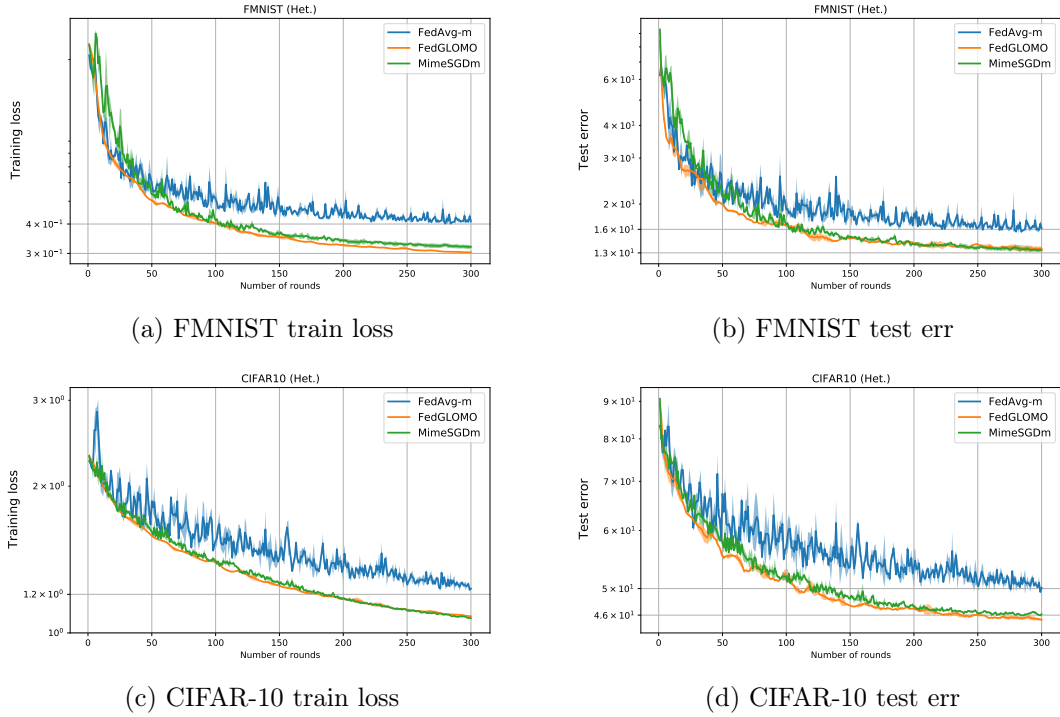 FMNIST (Het.)
Training loss
4 × 10⁻¹
3 × 10⁻¹
FedAvg-m
FedGLOMO
MimeSGDm
0 50 100 150 200 250 300
Number of rounds
(a) FMNIST train loss
FMNIST (Het.)
Test error
6 × 10¹
4 × 10¹
3 × 10¹
2 × 10¹
1.6 × 10¹
1.3 × 10¹
FedAvg-m
FedGLOMO
MimeSGDm
0 50 100 150 200 250 300
Number of rounds
(b) FMNIST test err
CIFAR10 (Het.)
Training loss
3 × 10⁰
2 × 10⁰
1.2 × 10⁰
10⁰
FedAvg-m
FedGLOMO
MimeSGDm
0 50 100 150 200 250 300
Number of rounds
(c) CIFAR-10 train loss
CIFAR10 (Het.)
Test error
9 × 10¹
7 × 10¹
6 × 10¹
5 × 10¹
4.6 × 10¹
FedAvg-m
FedGLOMO
MimeSGDm
0 50 100 150 200 250 300
Number of rounds
(d) CIFAR-10 test err